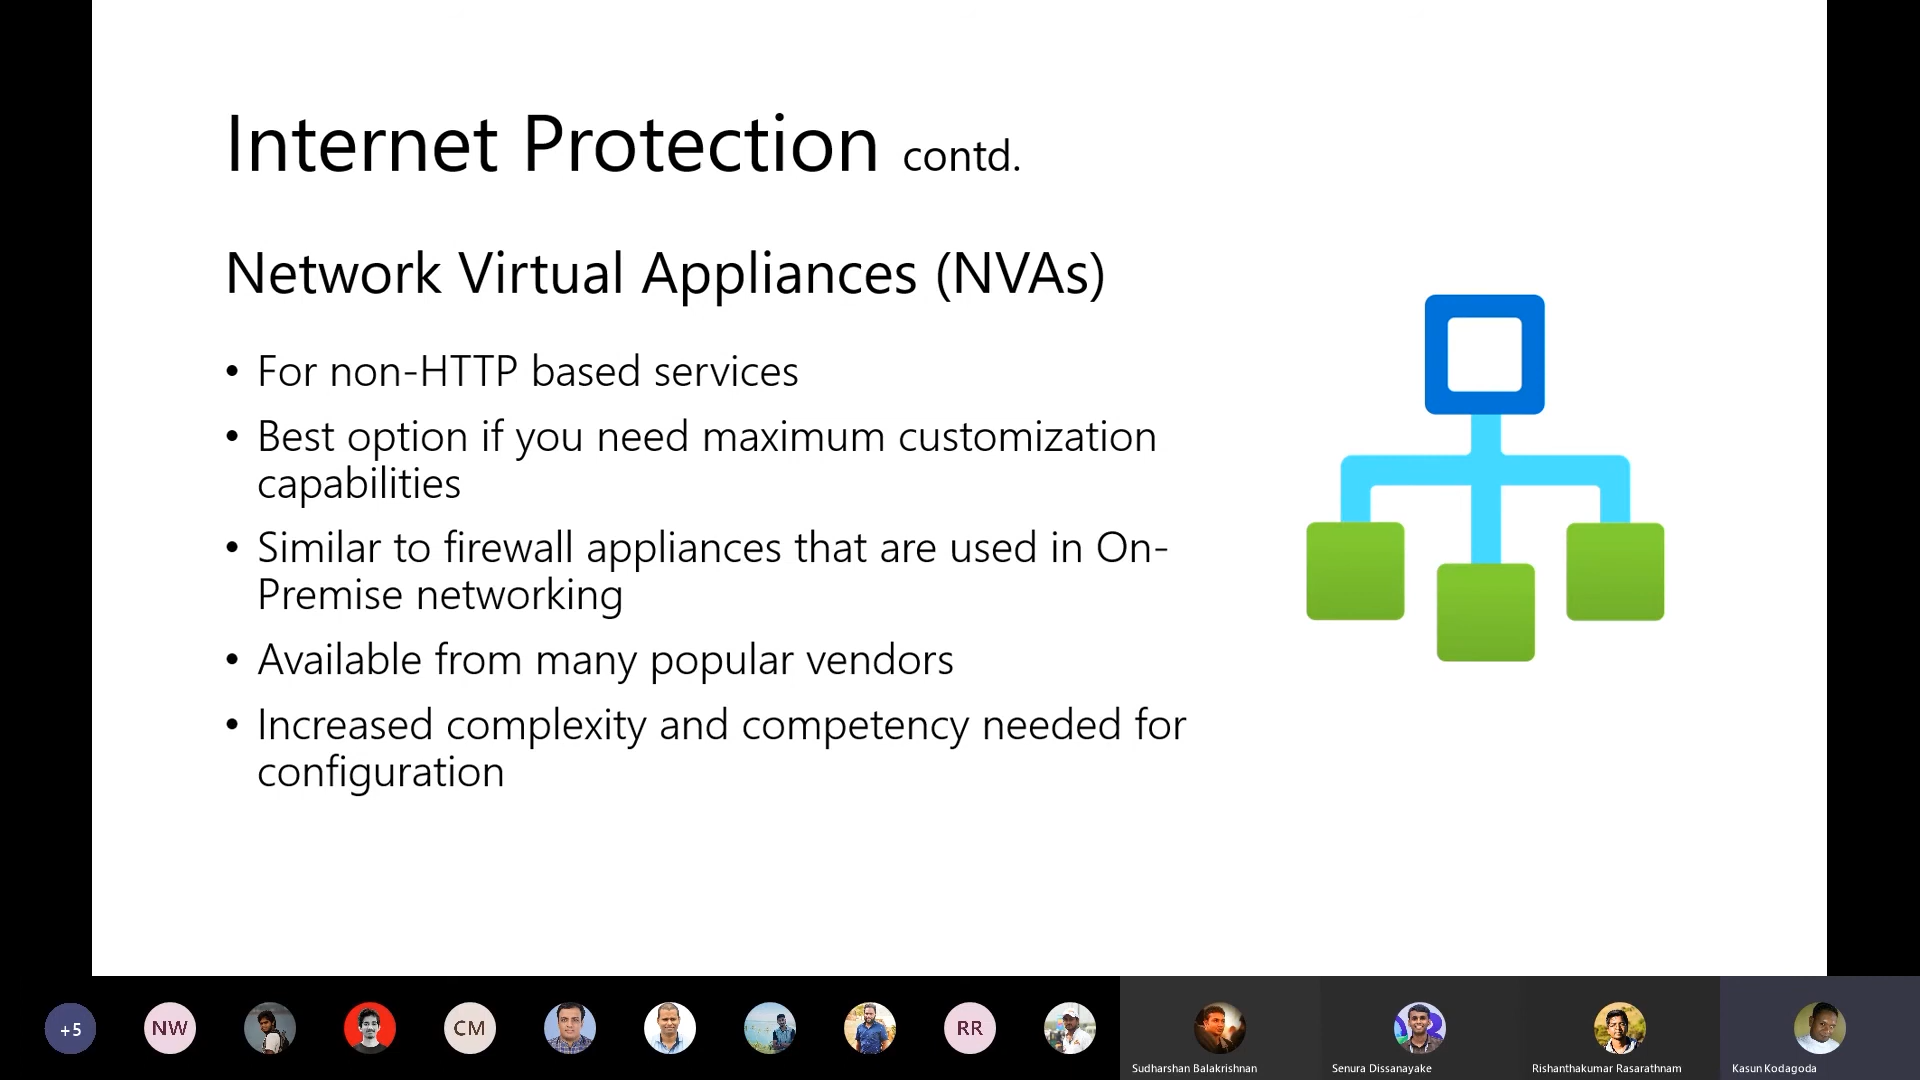 Internet Protection contd.
Network Virtual Appliances (NVAs)
• For non-HTTP based services
• Best option if you need maximum customization
capabilities
• Similar to firewall appliances that are used in On-
Premise networking
• Available from many popular vendors
• Increased complexity and competency needed for
configuration
+5
NW
CM
RR
Sudharshan Balakrishnan
Senura Dissanayake
Rishanthakumar Rasarathnam
Kasun Kodagoda